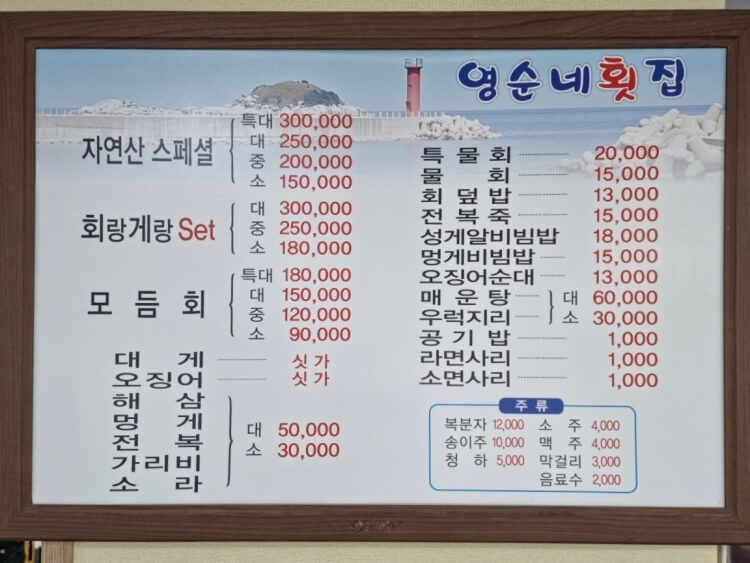 영순네횟집
자연산 스페셜
특대 300,000
대 250,000
중 200,000
소 150,000
회랑게랑 Set
대 300,000
중 250,000
소 180,000
모 듬 회
특대 180,000
대 150,000
중 120,000
소 90,000
대 게 싯가
오징어 싯가
해 삼
멍 게
전 복
가리비
소 라
대 50,000
소 30,000
특 물 회 20,000
물 회 15,000
회 덮 밥 13,000
전 복 죽 15,000
성게알비빔밥 18,000
멍게비빔밥 15,000
오징어순대 13,000
매 운 탕 대 60,000
우럭지리 소 30,000
공 기 밥 1,000
라면사리 1,000
소면사리 1,000
주 류
복분자 12,000 소 주 4,000
송이주 10,000 맥 주 4,000
청 하 5,000 막걸리 3,000
음료수 2,000